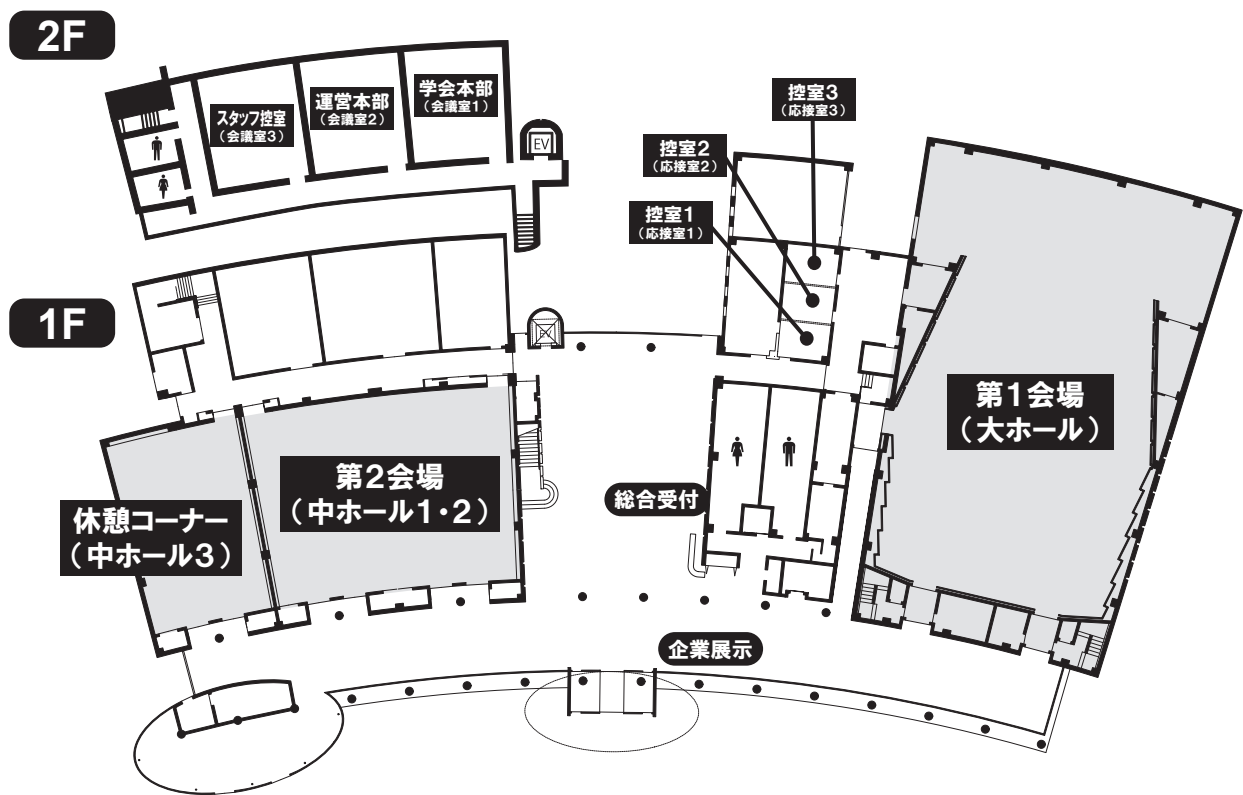 2F
学会本部
(会議室1)
運営本部
(会議室2)
スタッフ控室
(会議室3)
EV
控室3
(応接室3)
控室2
(応接室2)
控室1
(応接室1)
1F
EV
第1会場
(大ホール)
第2会場
(中ホール1・2)
総合受付
休憩コーナー
(中ホール3)
企業展示